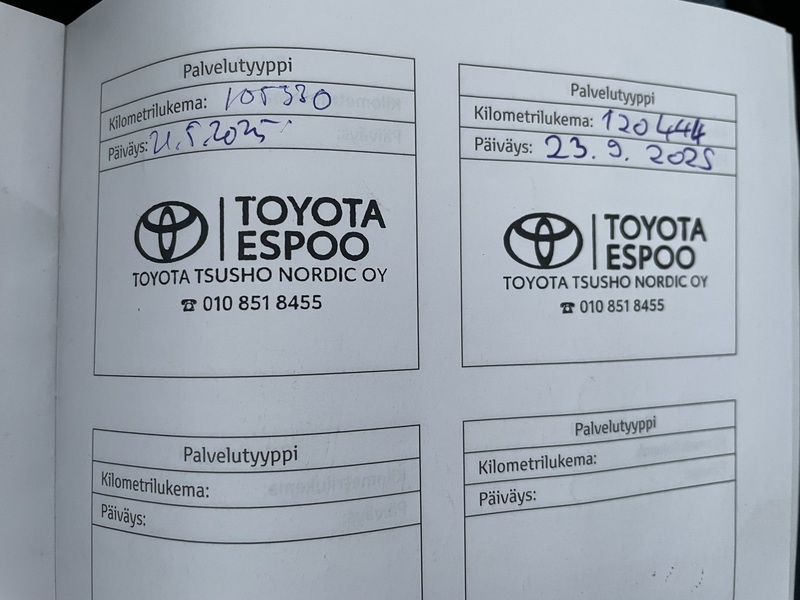 Palvelutyyppi
Kilometrilukema: 105330
Päiväys: 21.5.2025
TOYOTA
ESPOO
TOYOTA TSUSHO NORDIC OY
☎ 010 851 8455
Palvelutyyppi
Kilometrilukema: 120444
Päiväys: 23.9.2025
TOYOTA
ESPOO
TOYOTA TSUSHO NORDIC OY
☎ 010 851 8455
Palvelutyyppi
Kilometrilukema:
Päiväys:
Palvelutyyppi
Kilometrilukema:
Päiväys: